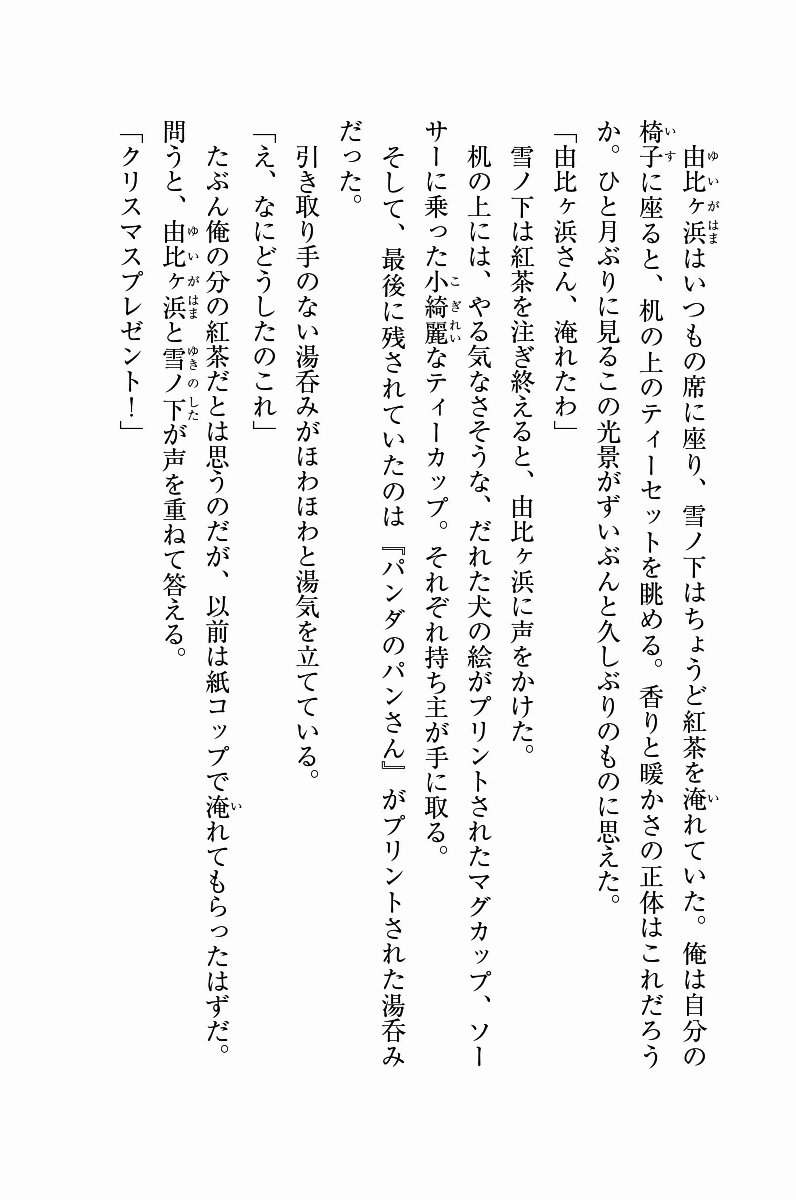 由比ヶ浜はいつもの席に座り、雪ノ下はちょうど紅茶を淹れていた。俺は自分の
椅子に座ると、机の上のティーセットを眺める。香りと暖かさの正体はこれだろう
か。ひと月ぶりに見るこの光景がずいぶんと久しぶりのものに思えた。
「由比ヶ浜さん、淹れたわ」
雪ノ下は紅茶を注ぎ終えると、由比ヶ浜に声をかけた。
机の上には、やる気なさそうな、だれた犬の絵がプリントされたマグカップ、ソー
サーに乗った小綺麗なティーカップ。それぞれ持ち主が手に取る。
そして、最後に残されていたのは『パンダのパンさん』がプリントされた湯呑み
だった。
引き取り手のない湯呑みがほわほわと湯気を立てている。
「え、なにどうしたのこれ」
たぶん俺の分の紅茶だとは思うのだが、以前は紙コップで淹れてもらったはずだ。
問うと、由比ヶ浜と雪ノ下が声を重ねて答える。
「クリスマスプレゼント！」